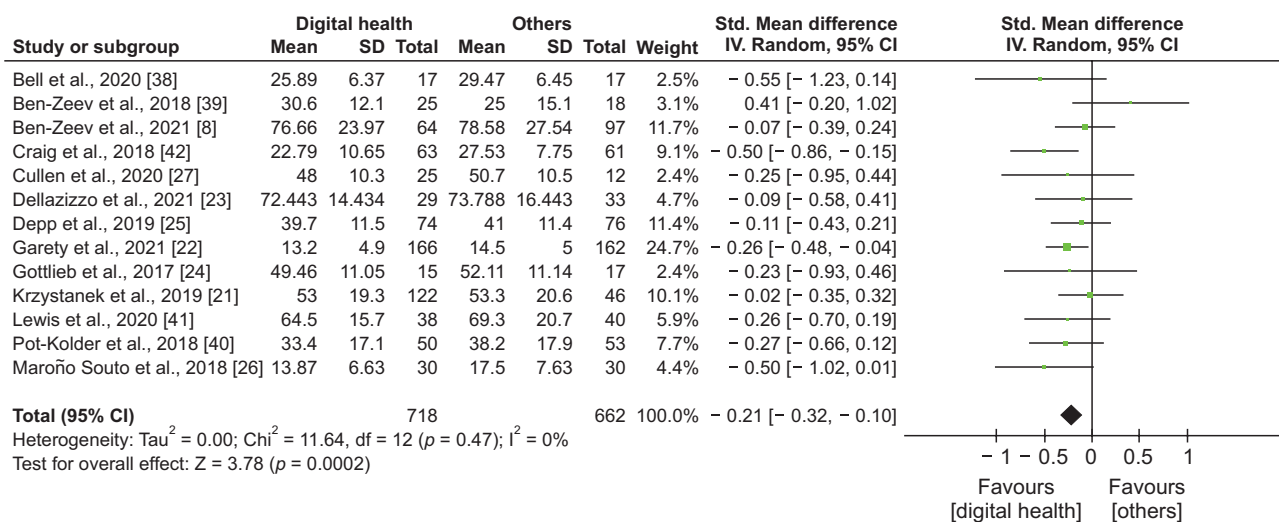 Digital health Others Std. Mean difference Std. Mean difference
Study or subgroup Mean SD Total Mean SD Total Weight IV. Random, 95% CI IV. Random, 95% CI
Bell et al., 2020 [38] 25.89 6.37 17 29.47 6.45 17 2.5% − 0.55 [− 1.23, 0.14]
Ben-Zeev et al., 2018 [39] 30.6 12.1 25 25 15.1 18 3.1% 0.41 [− 0.20, 1.02]
Ben-Zeev et al., 2021 [8] 76.66 23.97 64 78.58 27.54 97 11.7% − 0.07 [− 0.39, 0.24]
Craig et al., 2018 [42] 22.79 10.65 63 27.53 7.75 61 9.1% − 0.50 [− 0.86, − 0.15]
Cullen et al., 2020 [27] 48 10.3 25 50.7 10.5 12 2.4% − 0.25 [− 0.95, 0.44]
Dellazizzo et al., 2021 [23] 72.443 14.434 29 73.788 16.443 33 4.7% − 0.09 [− 0.58, 0.41]
Depp et al., 2019 [25] 39.7 11.5 74 41 11.4 76 11.4% − 0.11 [− 0.43, 0.21]
Garety et al., 2021 [22] 13.2 4.9 166 14.5 5 162 24.7% − 0.26 [− 0.48, − 0.04]
Gottlieb et al., 2017 [24] 49.46 11.05 15 52.11 11.14 17 2.4% − 0.23 [− 0.93, 0.46]
Krzystanek et al., 2019 [21] 53 19.3 122 53.3 20.6 46 10.1% − 0.02 [− 0.35, 0.32]
Lewis et al., 2020 [41] 64.5 15.7 38 69.3 20.7 40 5.9% − 0.26 [− 0.70, 0.19]
Pot-Kolder et al., 2018 [40] 33.4 17.1 50 38.2 17.9 53 7.7% − 0.27 [− 0.66, 0.12]
Maroño Souto et al., 2018 [26] 13.87 6.63 30 17.5 7.63 30 4.4% − 0.50 [− 1.02, 0.01]
Total (95% CI) 718 662 100.0% − 0.21 [− 0.32, − 0.10]
Heterogeneity: Tau² = 0.00; Chi² = 11.64, df = 12 (p = 0.47); I² = 0%
Test for overall effect: Z = 3.78 (p = 0.0002)
− 1 − 0.5 0 0.5 1
Favours Favours
[digital health] [others]